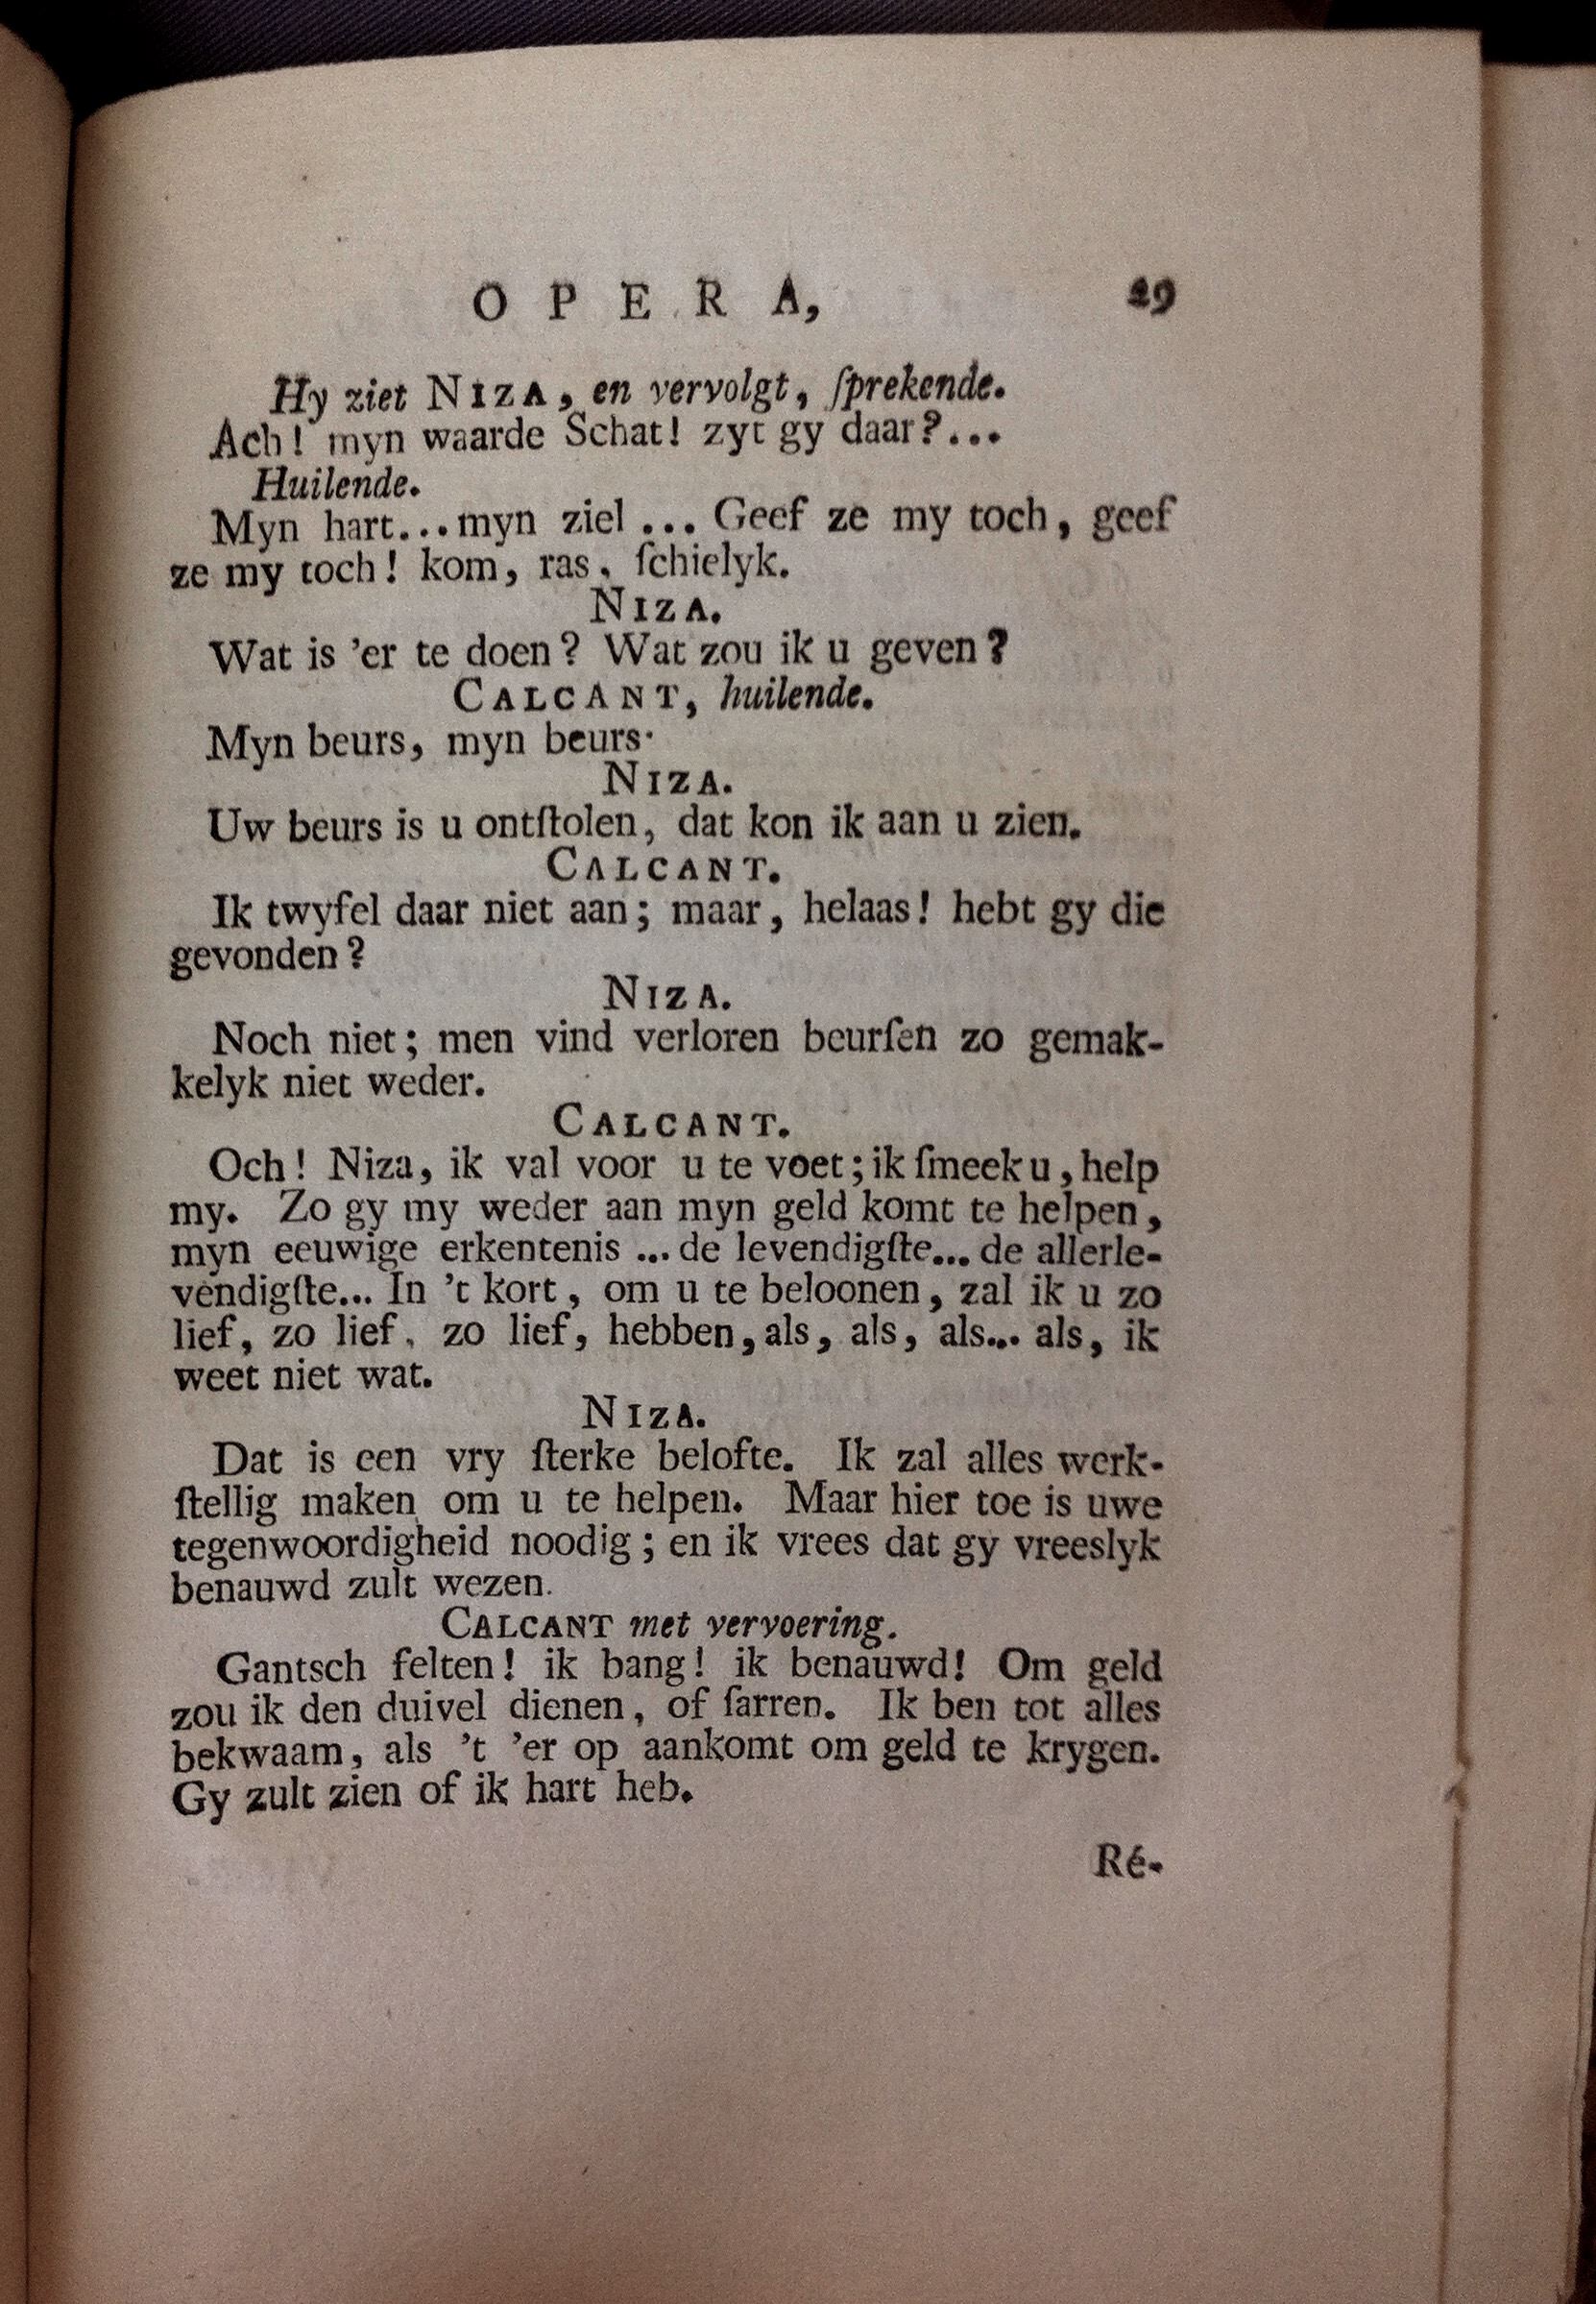 OPERA, 29
Hy ziet NIZA, en vervolgt, ſprekende.
Ach! myn waarde Schat! zyt gy daar?...
Huilende.
Myn hart...myn ziel ... Geef ze my toch, geef
ze my toch! kom, ras, ſchielyk.
NIZA.
Wat is 'er te doen? Wat zou ik u geven?
CALCANT, huilende.
Myn beurs, myn beurs.
NIZA.
Uw beurs is u ontſtolen, dat kon ik aan u zien.
CALCANT.
Ik twyfel daar niet aan; maar, helaas! hebt gy die
gevonden?
NIZA.
Noch niet; men vind verloren beurſen zo gemak-
kelyk niet weder.
CALCANT.
Och! Niza, ik val voor u te voet; ik ſmeek u, help
my. Zo gy my weder aan myn geld komt te helpen,
myn eeuwige erkentenis ... de levendigſte... de allerle-
vendigſte... In 't kort, om u te beloonen, zal ik u zo
lief, zo lief, zo lief, hebben, als, als, als... als, ik
weet niet wat.
NIZA.
Dat is een vry ſterke belofte. Ik zal alles werk-
ſtellig maken om u te helpen. Maar hier toe is uwe
tegenwoordigheid noodig; en ik vrees dat gy vreeslyk
benauwd zult wezen.
CALCANT met vervoering.
Gantsch felten! ik bang! ik benauwd! Om geld
zou ik den duivel dienen, of ſarren. Ik ben tot alles
bekwaam, als 't 'er op aankomt om geld te krygen.
Gy zult zien of ik hart heb.
Ré-